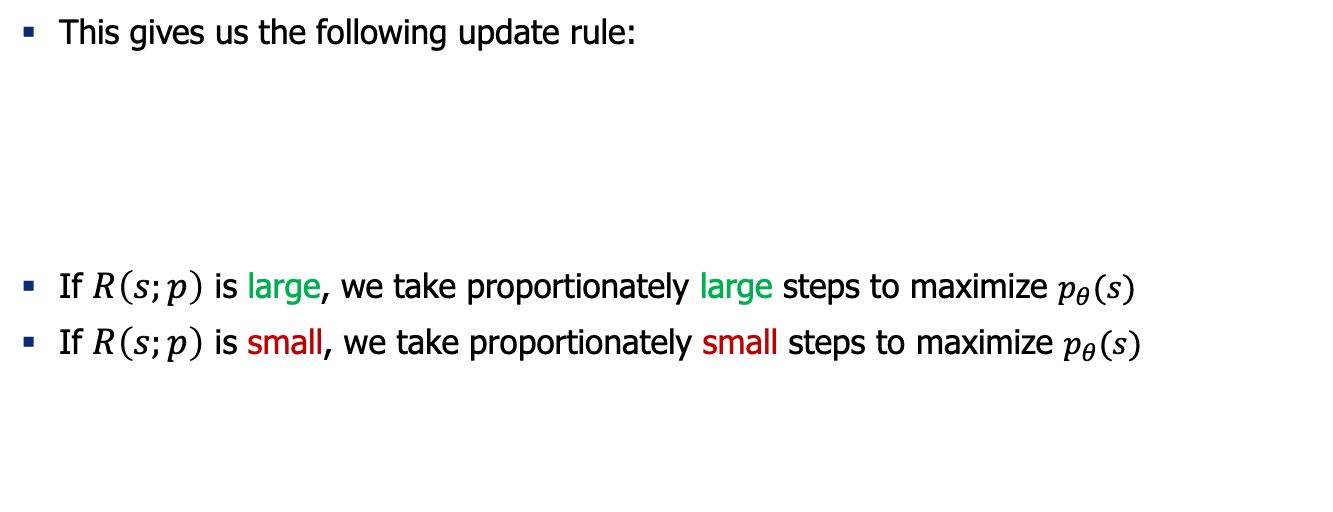 ▪ This gives us the following update rule:
▪ If R(s; p) is large, we take proportionately large steps to maximize pθ(s)
▪ If R(s; p) is small, we take proportionately small steps to maximize pθ(s)